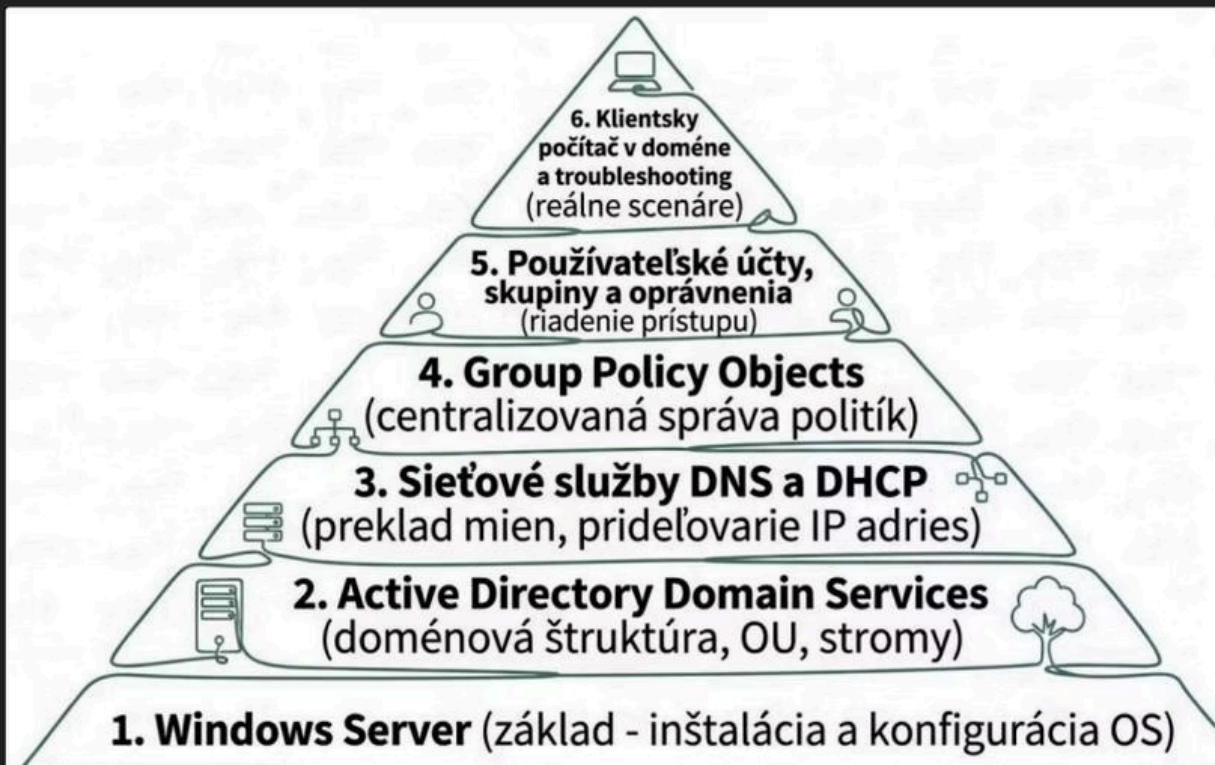 6. Klientsky
počítač v doméne
a troubleshooting
(reálne scenáre)
5. Používateľské účty,
skupiny a oprávnenia
(riadenie prístupu)
4. Group Policy Objects
(centralizovaná správa politík)
3. Sieťové služby DNS a DHCP
(preklad mien, prideľovarie IP adries)
2. Active Directory Domain Services
(doménová štruktúra, OU, stromy)
1. Windows Server (základ - inštalácia a konfigurácia OS)